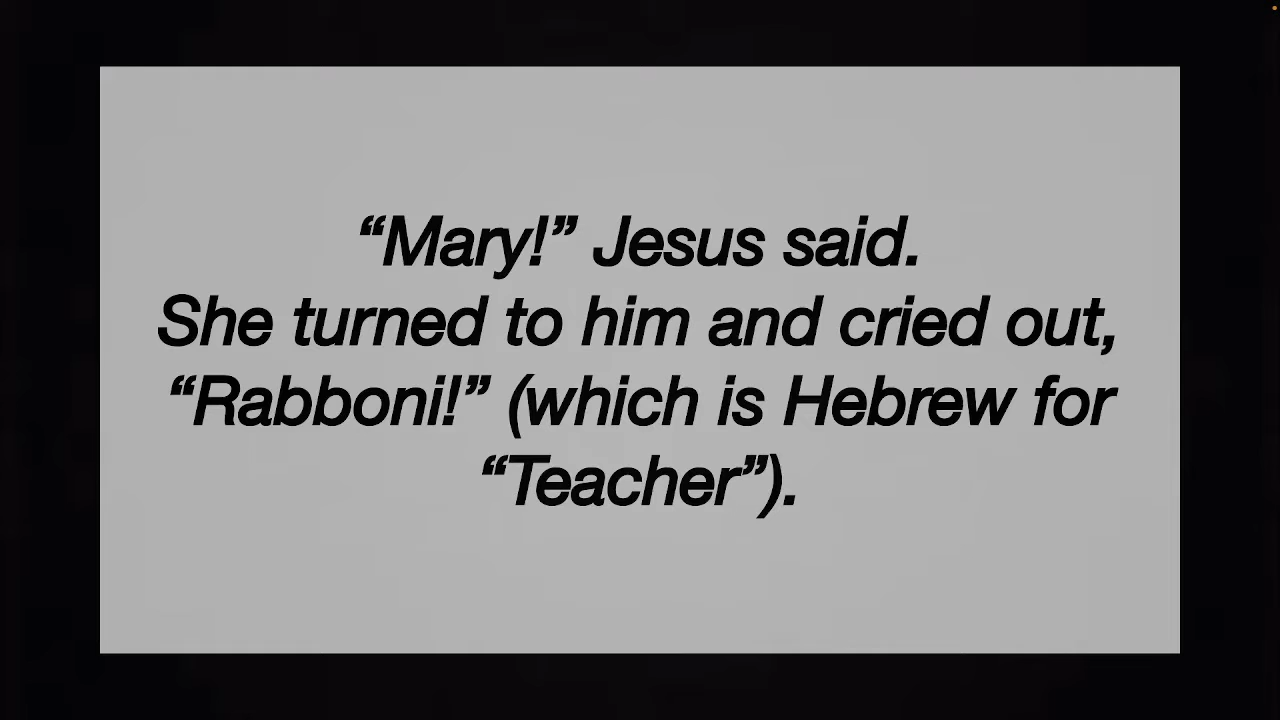 “Mary!” Jesus said.
She turned to him and cried out,
“Rabboni!” (which is Hebrew for
“Teacher”).